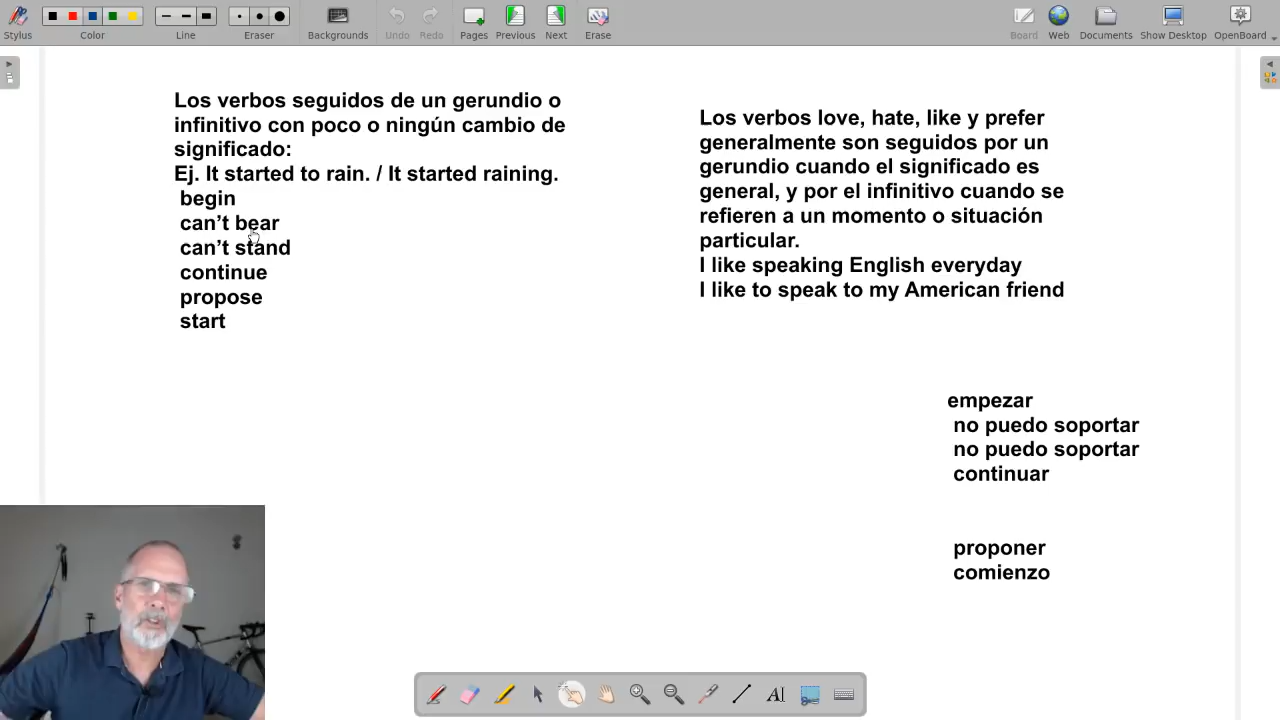 Stylus
Color
Line
Eraser
Backgrounds
Undo
Redo
Pages
Previous
Next
Erase
Board
Web
Documents
Show Desktop
OpenBoard
Los verbos seguidos de un gerundio o
infinitivo con poco o ningún cambio de
significado:
Ej. It started to rain. / It started raining.
begin
can't bear
can't stand
continue
propose
start
Los verbos love, hate, like y prefer
generalmente son seguidos por un
gerundio cuando el significado es
general, y por el infinitivo cuando se
refieren a un momento o situación
particular.
I like speaking English everyday
I like to speak to my American friend
empezar
no puedo soportar
no puedo soportar
continuar
proponer
comienzo